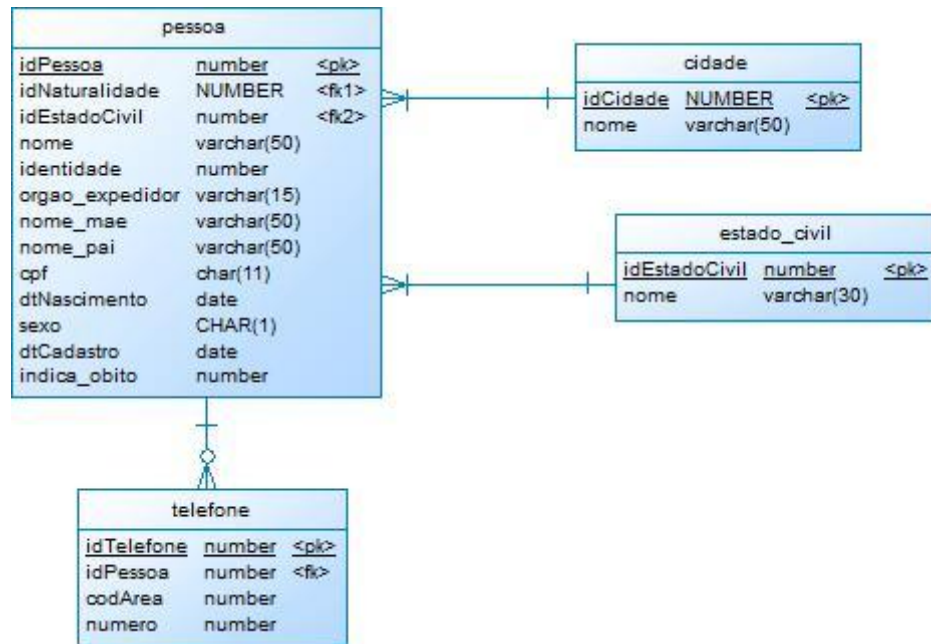 pessoa
idPessoa number <pk>
idNaturalidade NUMBER <fk1>
idEstadoCivil number <fk2>
nome varchar(50)
identidade number
orgao_expedidor varchar(15)
nome_mae varchar(50)
nome_pai varchar(50)
cpf char(11)
dtNascimento date
sexo CHAR(1)
dtCadastro date
indica_obito number
cidade
idCidade NUMBER <pk>
nome varchar(50)
estado_civil
idEstadoCivil number <pk>
nome varchar(30)
telefone
idTelefone number <pk>
idPessoa number <fk>
codArea number
numero number